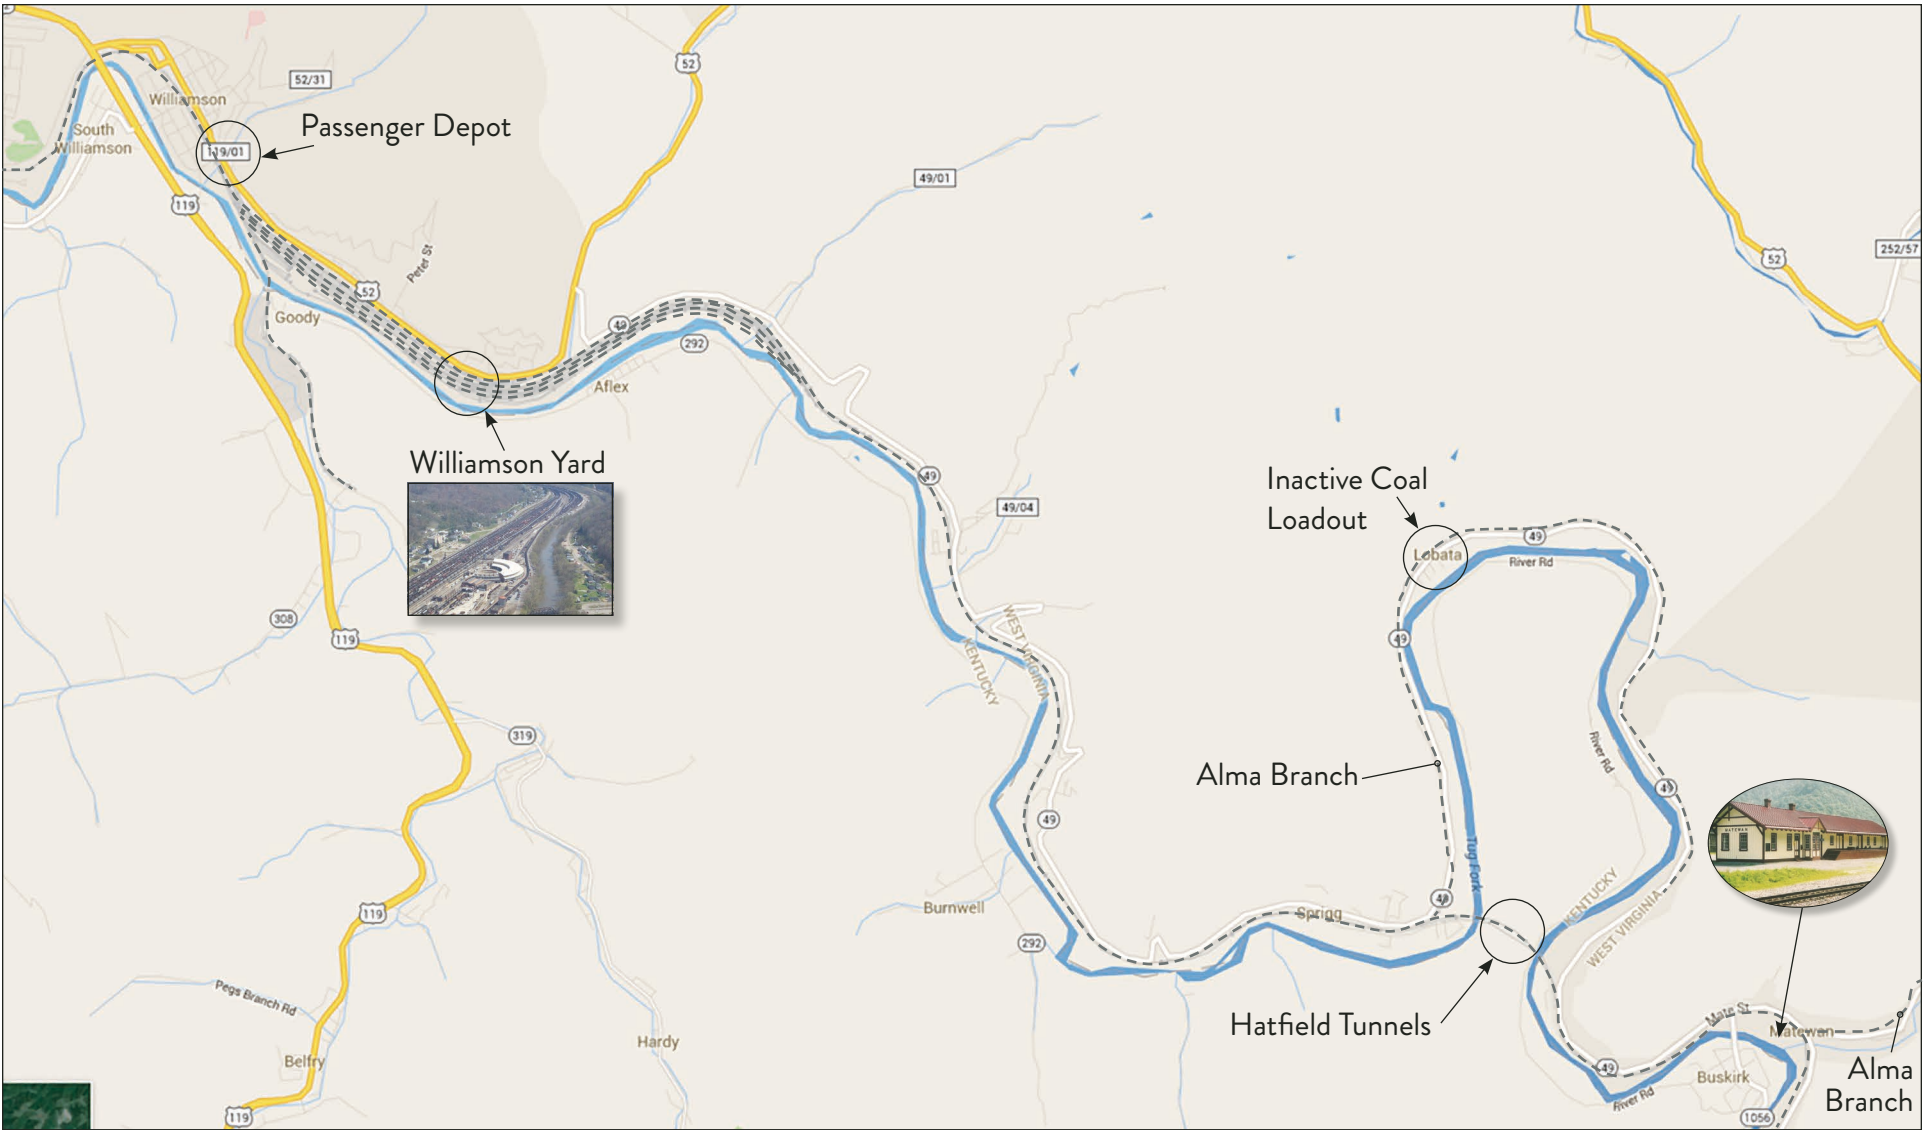 52
52/31
Williamson
Passenger Depot
South
Williamson
119/01
49/01
119
252/57
Peter St
52
52
Goody
49
292
Aflex
Williamson Yard
49
Inactive Coal
Loadout
49/04
Lobata
49
River Rd
308
119
WEST VIRGINIA
KENTUCKY
49
319
River Rd
Alma Branch
49
49
Tug Fork
MATEWAN
119
Burnwell
Sprigg
49
KENTUCKY
WEST VIRGINIA
292
Pegs Branch Rd
Hatfield Tunnels
Mate St
Matewan
Hardy
Belfry
49
Buskirk
Alma
Branch
River Rd
119
1056